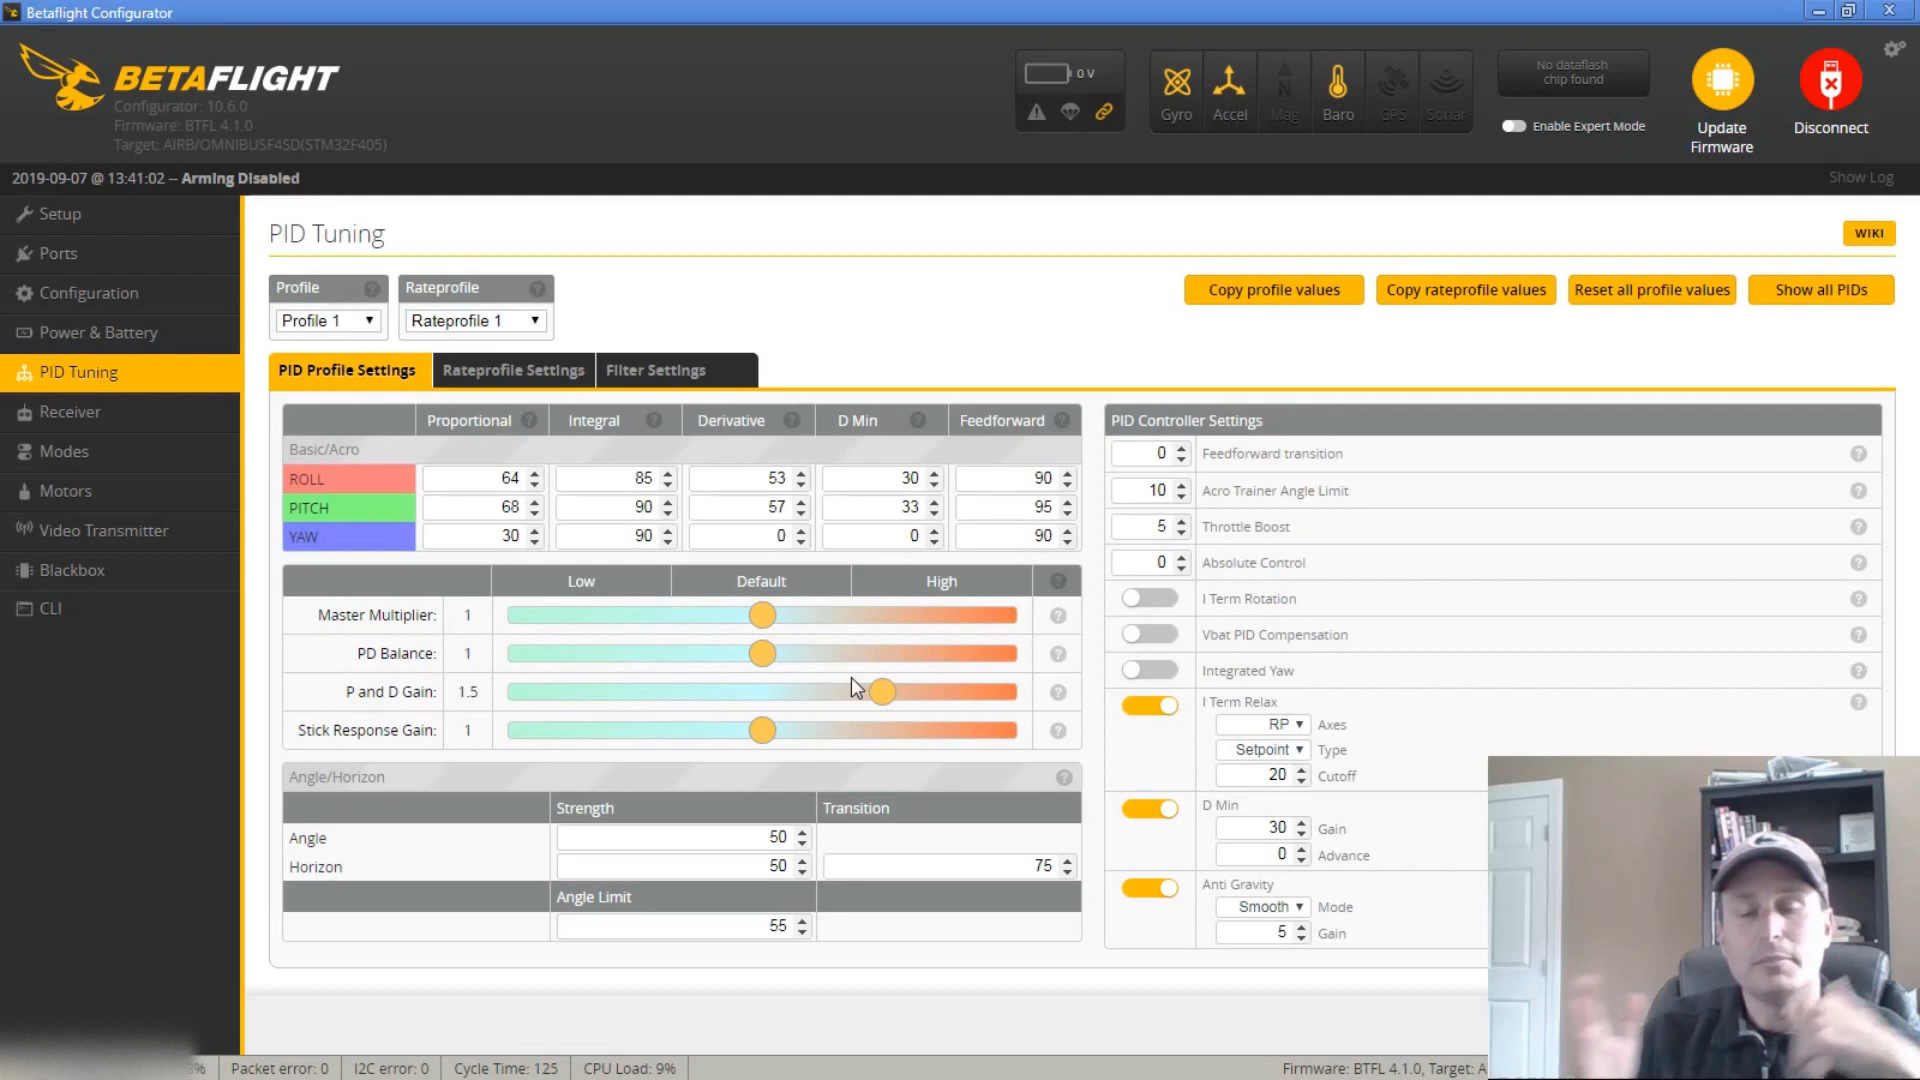 Betaflight Configurator
BETAFLIGHT
Configurator: 10.6.0
Firmware: BTFL 4.1.0
Target: AIRB/OMNIBUSF4SD(STM32F405)
0 V
Gyro
Accel
Mag
Baro
GPS
Sonar
No dataflash
chip found
Enable Expert Mode
Update
Firmware
Disconnect
2019-09-07 @ 13:41:02 -- Arming Disabled
Show Log
Setup
Ports
Configuration
Power & Battery
PID Tuning
Receiver
Modes
Motors
Video Transmitter
Blackbox
CLI
PID Tuning
WIKI
Profile
Rateprofile
Profile 1
Rateprofile 1
Copy profile values
Copy rateprofile values
Reset all profile values
Show all PIDs
PID Profile Settings
Rateprofile Settings
Filter Settings
Proportional Integral Derivative D Min Feedforward
Basic/Acro
ROLL 64 85 53 30 90
PITCH 68 90 57 33 95
YAW 30 90 0 0 90
Low Default High
Master Multiplier: 1
PD Balance: 1
P and D Gain: 1.5
Stick Response Gain: 1
Angle/Horizon
Strength Transition
Angle 50
Horizon 50 75
Angle Limit
55
PID Controller Settings
0 Feedforward transition
10 Acro Trainer Angle Limit
5 Throttle Boost
0 Absolute Control
I Term Rotation
Vbat PID Compensation
Integrated Yaw
I Term Relax
RP Axes
Setpoint Type
20 Cutoff
D Min
30 Gain
0 Advance
Anti Gravity
Smooth Mode
5 Gain
Packet error: 0
I2C error: 0
Cycle Time: 125
CPU Load: 9%
Firmware: BTFL 4.1.0, Target: